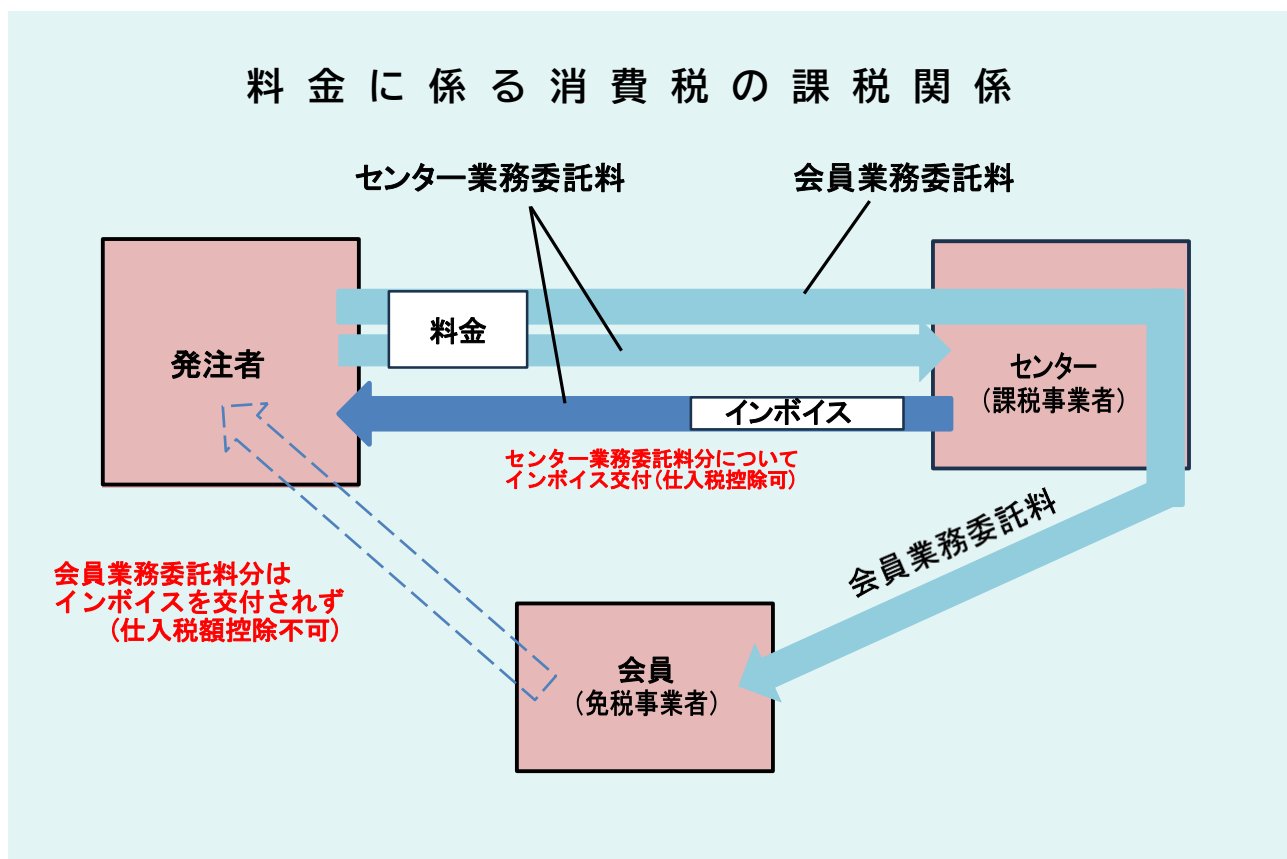 料金に係る消費税の課税関係
センター業務委託料
会員業務委託料
料金
発注者
センター
(課税事業者)
インボイス
センター業務委託料分について
インボイス交付(仕入税控除可)
会員業務委託料
会員業務委託料分は
インボイスを交付されず
(仕入税額控除不可)
会員
(免税事業者)